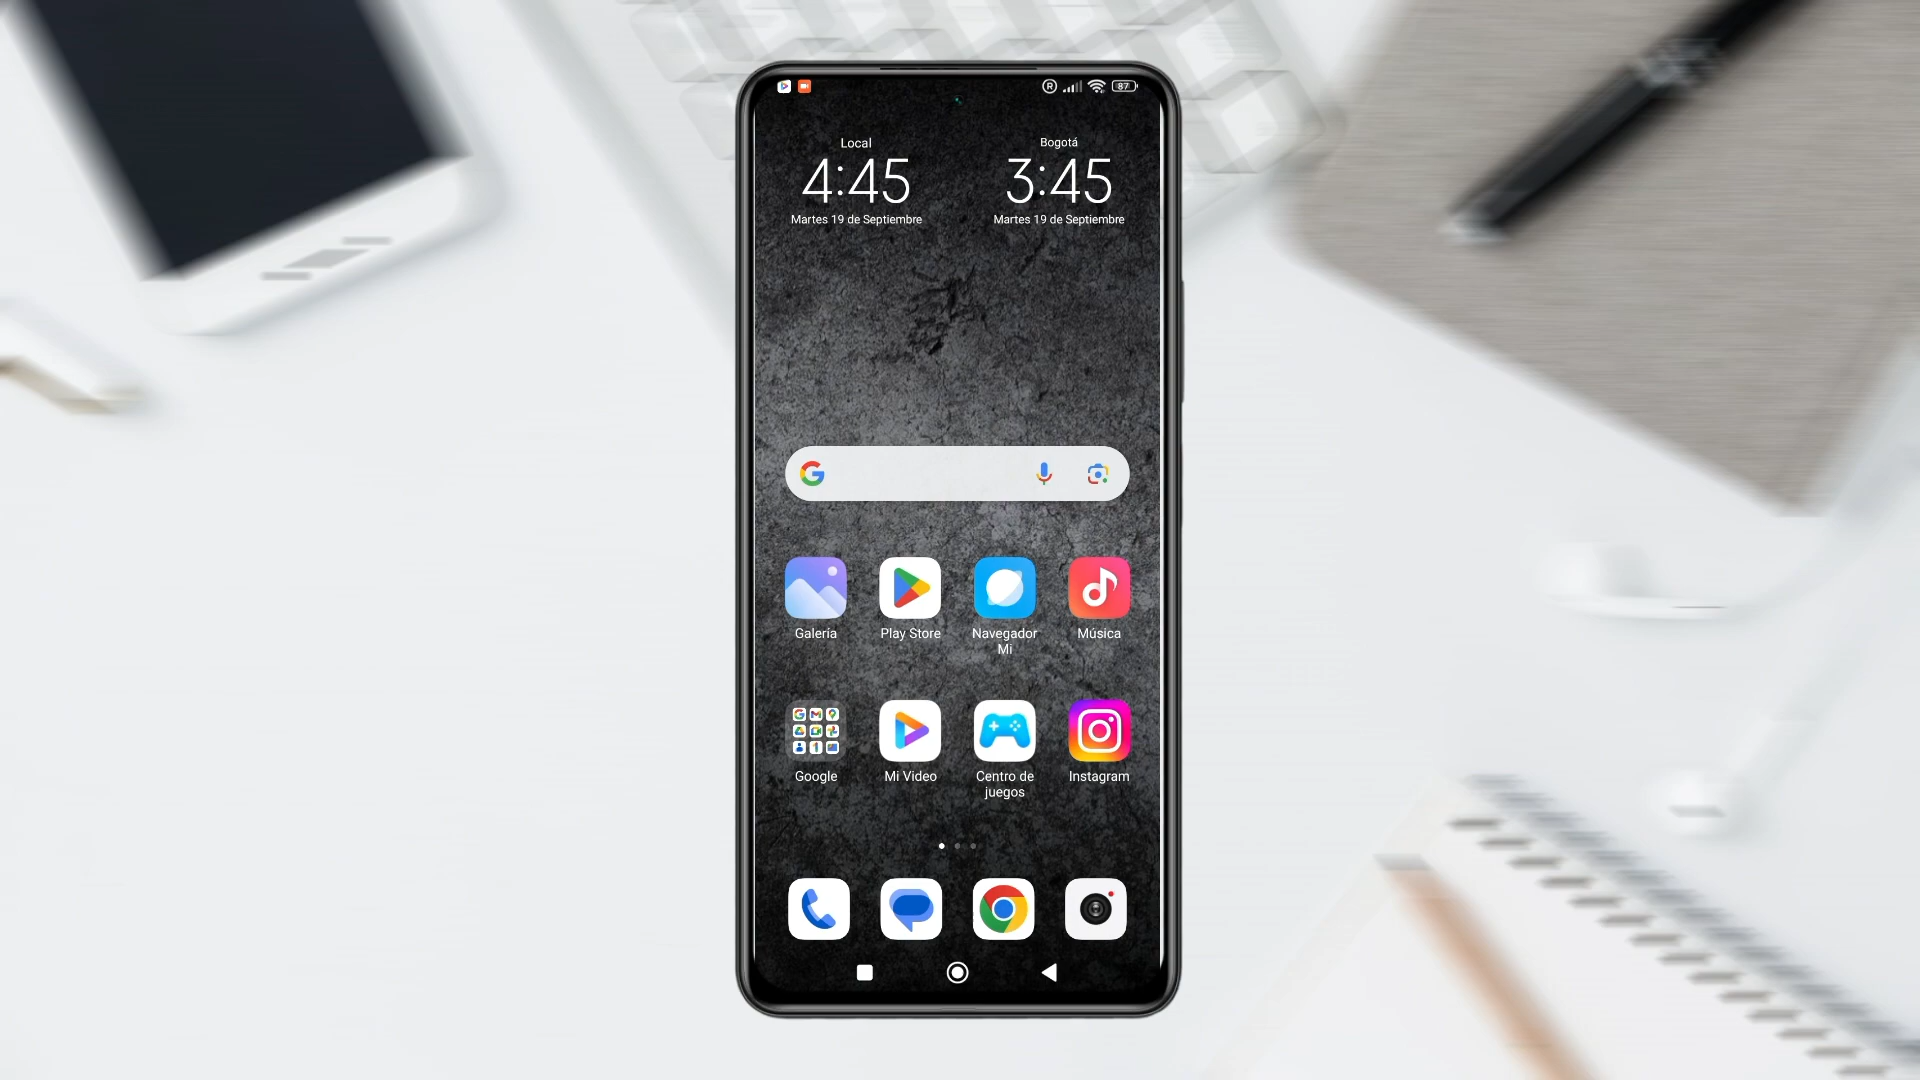 R 87
Local
4:45
Martes 19 de Septiembre
Bogotá
3:45
Martes 19 de Septiembre
Galería
Play Store
Navegador
Mi
Música
Google
Mi Video
Centro de
juegos
Instagram